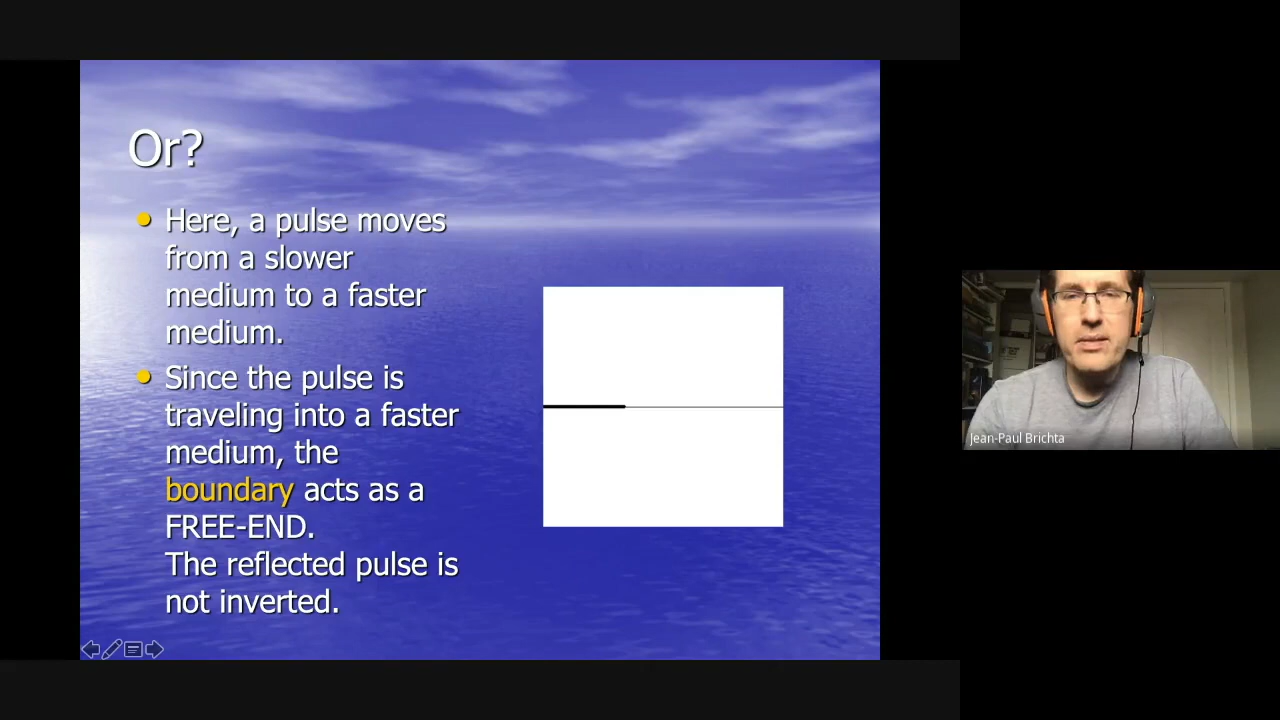 Or?
Here, a pulse moves
from a slower
medium to a faster
medium.
Since the pulse is
traveling into a faster
medium, the
boundary acts as a
FREE-END.
The reflected pulse is
not inverted.
Jean-Paul Brichta